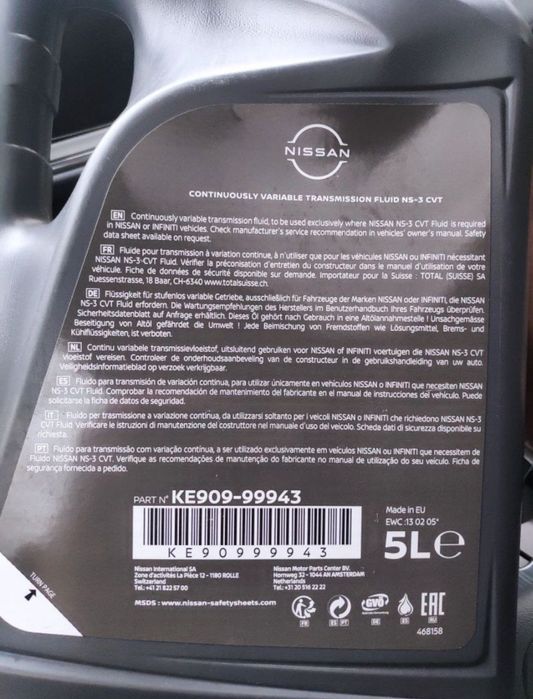 NISSAN
CONTINUOUSLY VARIABLE TRANSMISSION FLUID NS-3 CVT
EN Continuously variable transmission fluid, to be used exclusively where NISSAN NS-3 CVT Fluid is required
in NISSAN or INFINITI vehicles. Check manufacturer's service recommendation in vehicles' owner's manual. Safety
data sheet available on request.
FR Fluide pour transmission à variation continue, à n'utiliser que pour les véhicules NISSAN ou INFINITI nécessitant
NISSAN NS-3 CVT Fluid. Vérifier la préconisation d'entretien du constructeur dans le manuel d'utilisation de votre
véhicule. Fiche de données de sécurité disponible sur demande. Importateur pour la Suisse : TOTAL (SUISSE) SA
Ruessenstrasse, 18 Baar, CH-6340 www.totalsuisse.ch
DE Flüssigkeit für stufenlos variable Getriebe, ausschließlich für Fahrzeuge der Marken NISSAN oder INFINITI, die NISSAN
NS-3 CVT Fluid erfordern. Die Wartungsempfehlungen des Herstellers im Benutzerhandbuch Ihres Fahrzeugs überprüfen.
Sicherheitsdatenblatt auf Anfrage erhältlich. Dieses Öl gehört nach Gebrauch in eine Altölannahmestelle ! Unsachgemässe
Beseitigung von Altöl gefährdet die Umwelt ! Jede Beimischung von Fremdstoffen wie Lösungsmittel, Brems- und
Kühlflüssigkeiten, ist verboten.
NL Continu variabele transmissievloeistof, uitsluitend gebruiken voor NISSAN of INFINITI voertuigen die NISSAN NS-3 CVT
vloeistof vereisen. Controleer de onderhoudsaanbeveling van de constructeur in de gebruikshandleiding van uw auto.
Veiligheidsinformatieblad op verzoek verkrijgbaar.
ES Fluido para transmisión de variación continua, para utilizar únicamente en vehículos NISSAN o INFINITI que necesiten NISSAN
NS-3 CVT Fluid. Comprobar la recomendación de mantenimiento del fabricante en el manual de instrucciones del vehículo. Puede
solicitarse la ficha de datos de seguridad.
IT Fluido per trasmissione a variazione continua, da utilizzarsi soltanto per i veicoli NISSAN o INFINITI che richiedono NISSAN NS-3
CVT Fluid. Verificare le istruzioni di manutenzione del costruttore nel manuale d'uso del veicolo. Scheda dati di sicurezza disponibile su
richiesta.
PT Fluido para transmissão com variação contínua, a ser utilizado exclusivamente em veículos NISSAN ou INFINITI que necessitem de
Fluido NISSAN NS-3 CVT. Verifique as recomendações de manutenção do fabricante no manual de utilização do seu veículo. Ficha de
segurança fornecida a pedido.
PART N° KE909-99943
KE90999943
Made in EU
EWC :13 02 05*
5L e
Nissan International SA
Zone d'activités La Pièce 12 - 1180 ROLLE
Switzerland
Tel.:+41 21 822 57 00
Nissan Motor Parts Center BV.
Hornweg 32 - 1044 AN AMSTERDAM
Netherlands
Tel.:+31 20 516 22 22
MSDS : www.nissan-safetysheets.com
TURN PAGE
GVÖ
EAC
FR
ES PT
DE
DE
RU
468158